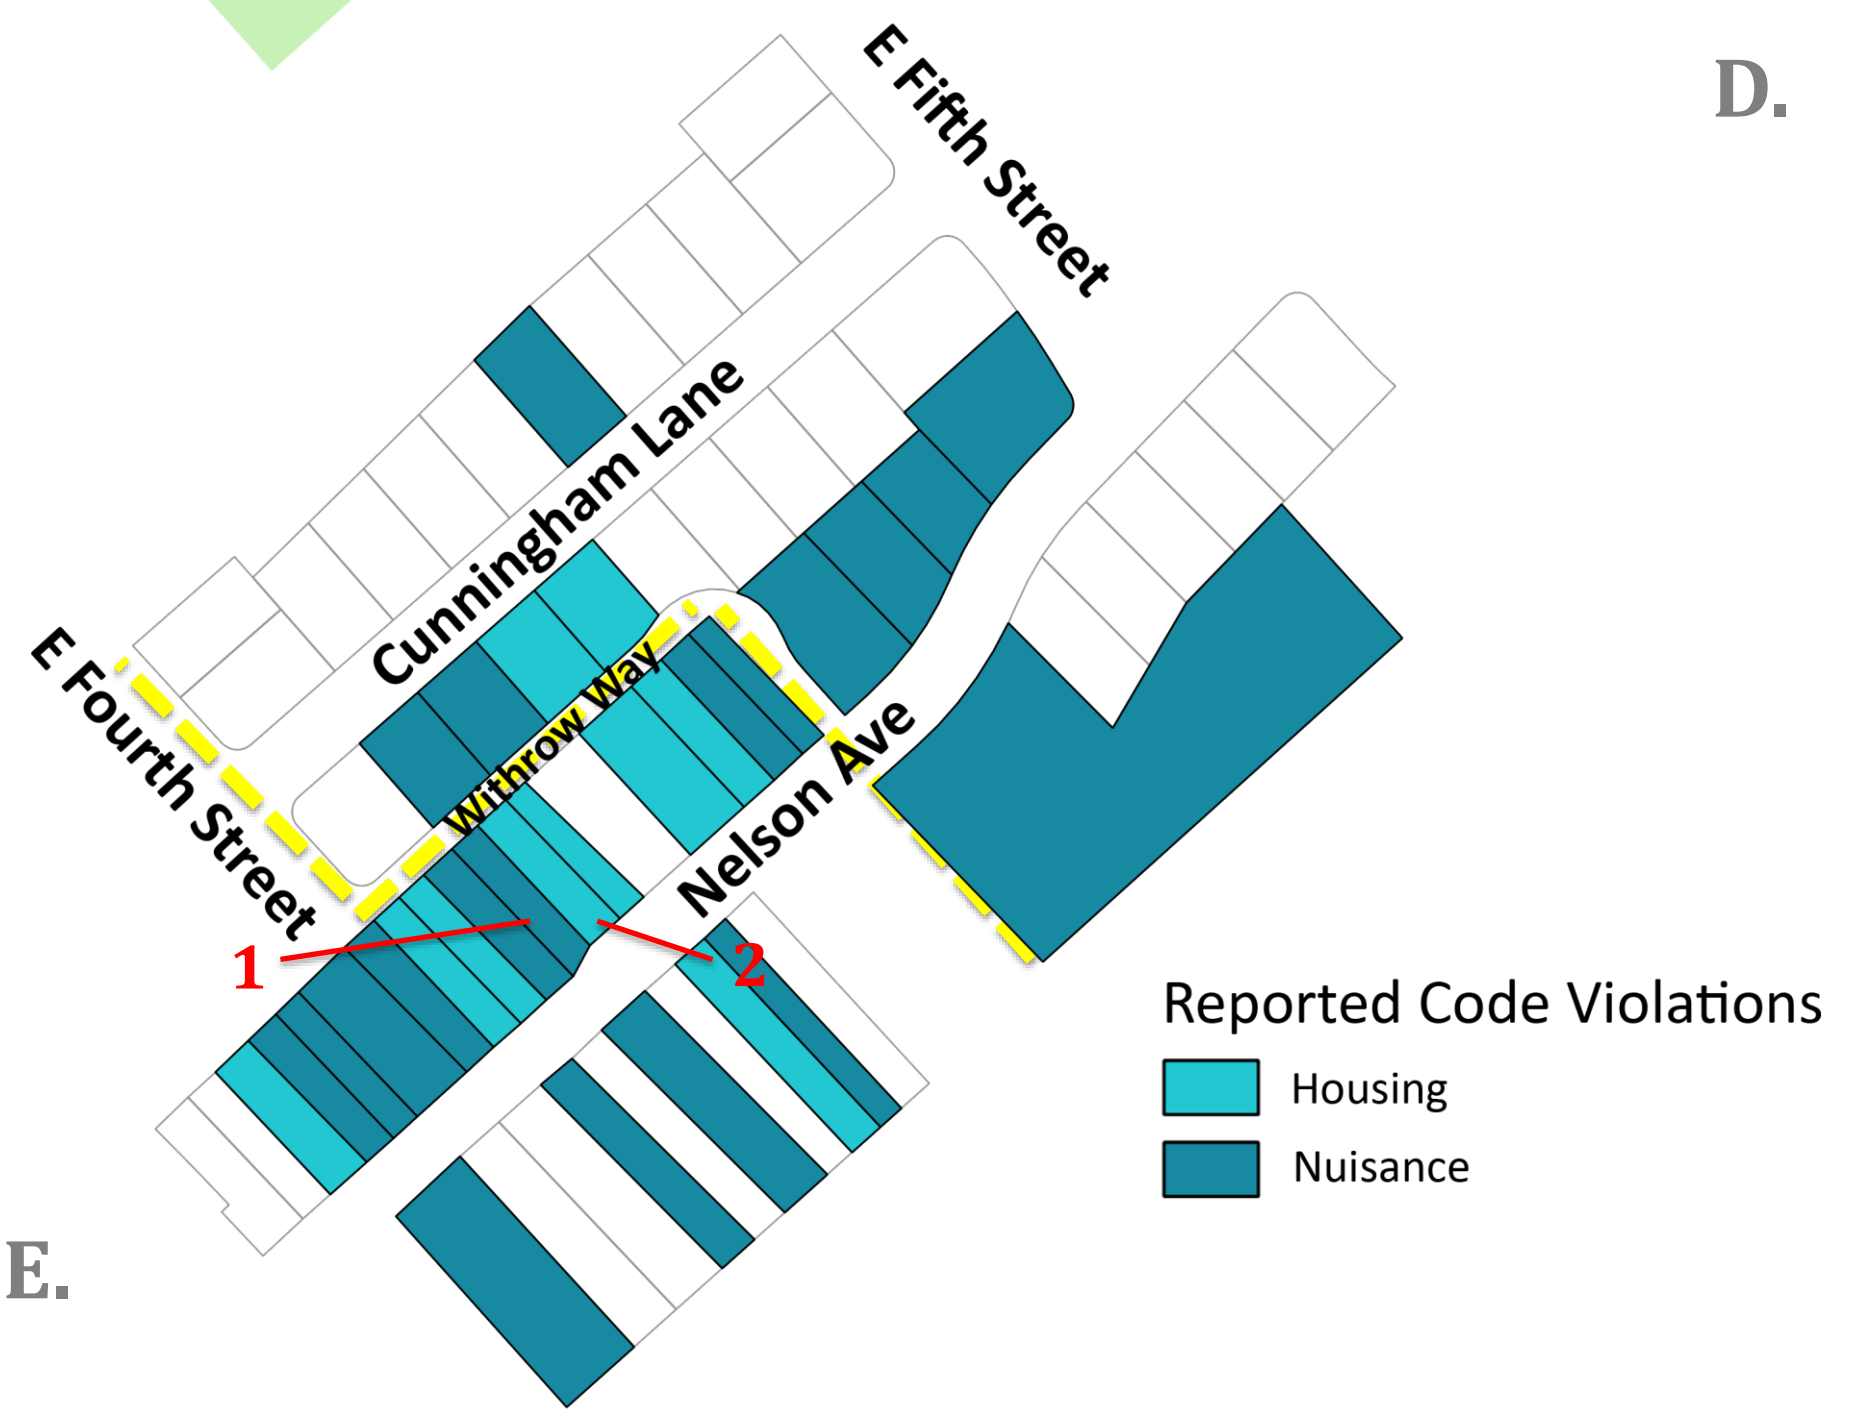 E Fifth Street
D.
Cunningham Lane
E Fourth Street
Withrow Way
Nelson Ave
1
2
Reported Code Violations
Housing
Nuisance
E.